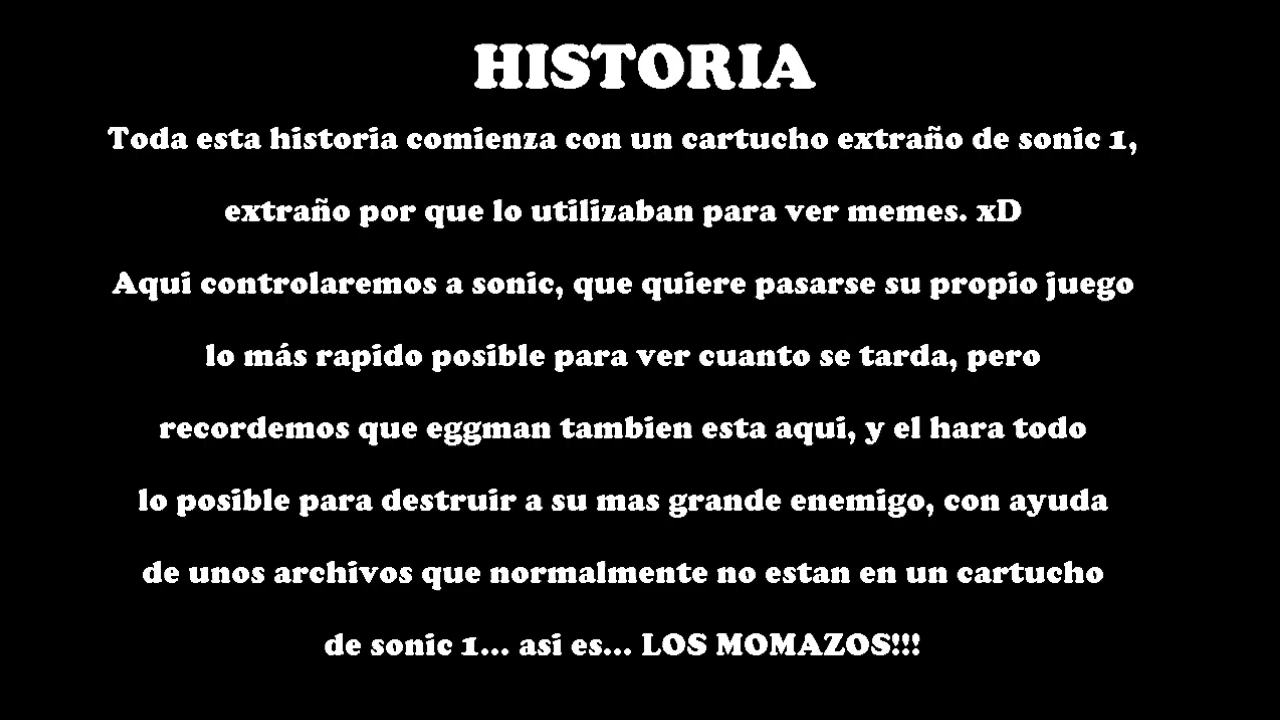 HISTORIA
Toda esta historia comienza con un cartucho extraño de sonic 1,
extraño por que lo utilizaban para ver memes. xD
Aqui controlaremos a sonic, que quiere pasarse su propio juego
lo más rapido posible para ver cuanto se tarda, pero
recordemos que eggman tambien esta aqui, y el hara todo
lo posible para destruir a su mas grande enemigo, con ayuda
de unos archivos que normalmente no estan en un cartucho
de sonic 1... asi es... LOS MOMAZOS!!!